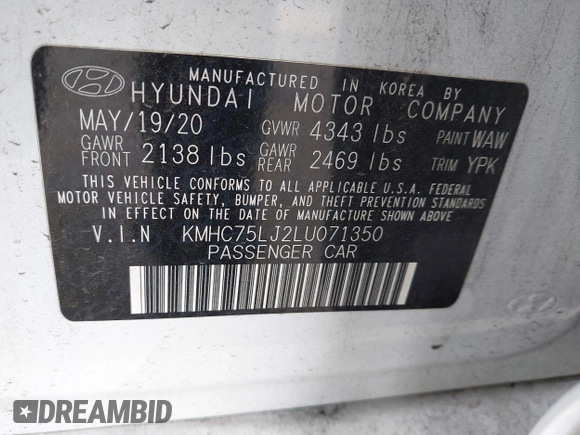 MANUFACTURED IN KOREA BY
HYUNDAI MOTOR COMPANY
MAY/19/20 GVWR 4343 lbs PAINT WAW
GAWR FRONT 2138 lbs GAWR REAR 2469 lbs TRIM YPK
THIS VEHICLE CONFORMS TO ALL APPLICABLE U.S.A. FEDERAL
MOTOR VEHICLE SAFETY, BUMPER, AND THEFT PREVENTION STANDARDS
IN EFFECT ON THE DATE OF MANUFACTURE SHOWN ABOVE.
V.I.N KMHC75LJ2LU071350
PASSENGER CAR
DREAMBID